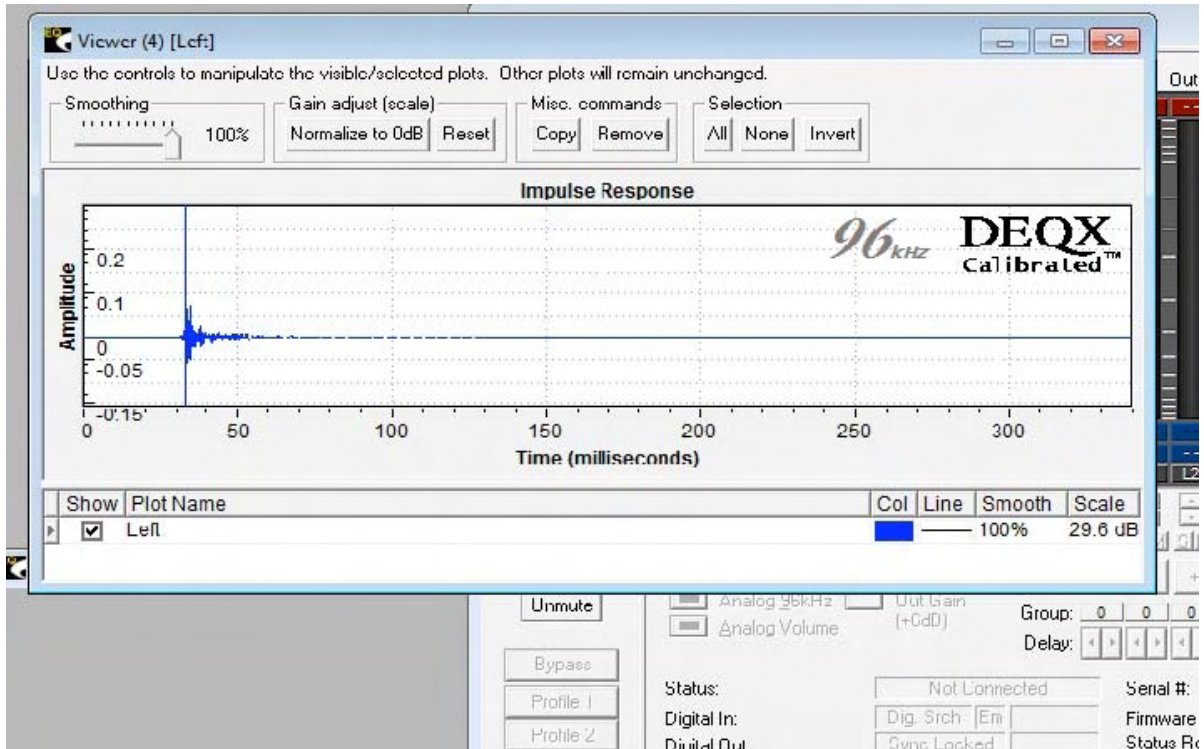 Viewer (4) [Left]
Use the controls to manipulate the visible/selected plots. Other plots will remain unchanged.
Smoothing
100%
Gain adjust (scale)
Normalize to 0dB Reset
Misc. commands
Copy Remove
Selection
All None Invert
Out
Impulse Response
96 kHz DEQX
Calibrated™
Amplitude
0.2
0.1
0
-0.05
-0.15
0 50 100 150 200 250 300
Time (milliseconds)
L2
Show Plot Name Col Line Smooth Scale
Left 100% 29.6 dB
Unmute
Analog 96kHz Out Gain
(+0dB)
Analog Volume
Group: 0 0 0
Delay:
Bypass
Profile 1
Profile 2
Status: Not Connected Serial #:
Digital In: Dig. Srch Em Firmware
Digital Out Sync Locked Status